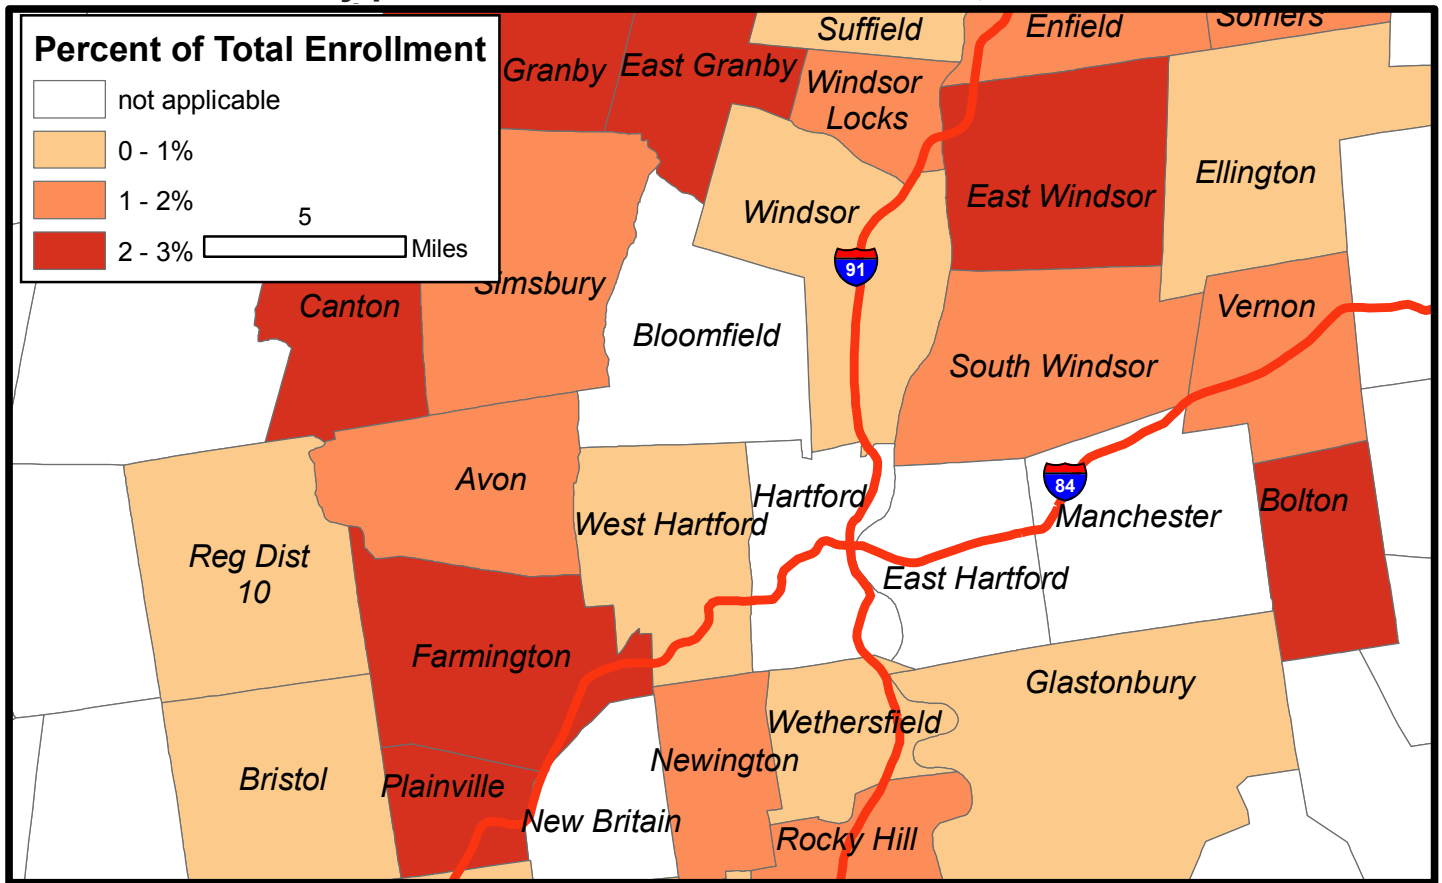 Percent of Total Enrollment
not applicable
0 - 1%
1 - 2%
2 - 3%
5
Miles
Suffield
Enfield
Somers
Granby
East Granby
Windsor
Locks
East Windsor
Ellington
Windsor
91
Simsbury
Canton
Bloomfield
Vernon
South Windsor
Avon
West Hartford
Hartford
84
Manchester
Bolton
Reg Dist
10
East Hartford
Farmington
Glastonbury
Wethersfield
Newington
Bristol
Plainville
New Britain
Rocky Hill